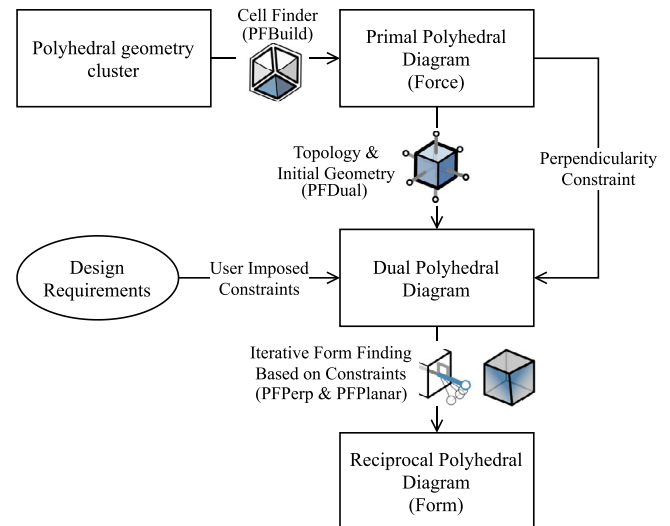 Cell Finder
(PFBuild)
Polyhedral geometry
cluster
Primal Polyhedral
Diagram
(Force)
Topology &
Initial Geometry
(PFDual)
Perpendicularity
Constraint
Design
Requirements
User Imposed
Constraints
Dual Polyhedral
Diagram
Iterative Form Finding
Based on Constraints
(PFPerp & PFPlanar)
Reciprocal Polyhedral
Diagram
(Form)